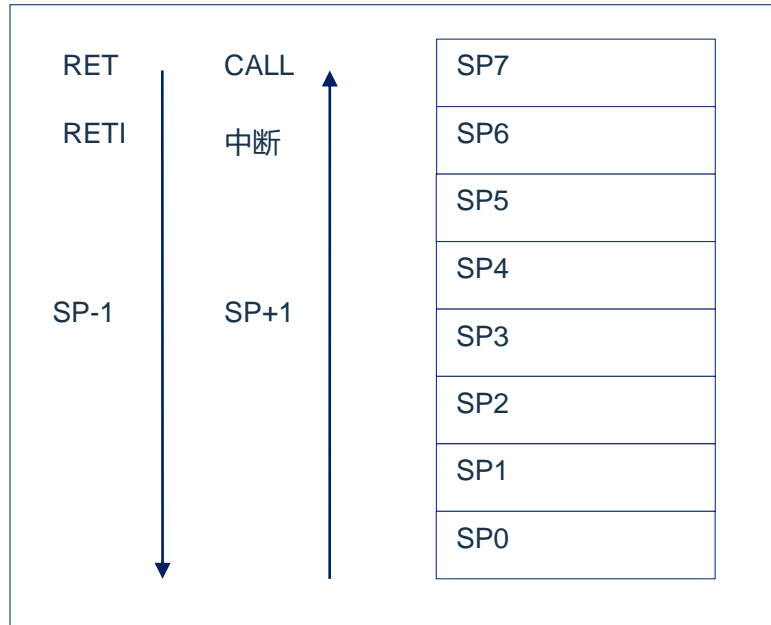 RET CALL SP7
RETI 中断 SP6
SP5
SP4
SP-1 SP+1 SP3
SP2
SP1
SP0